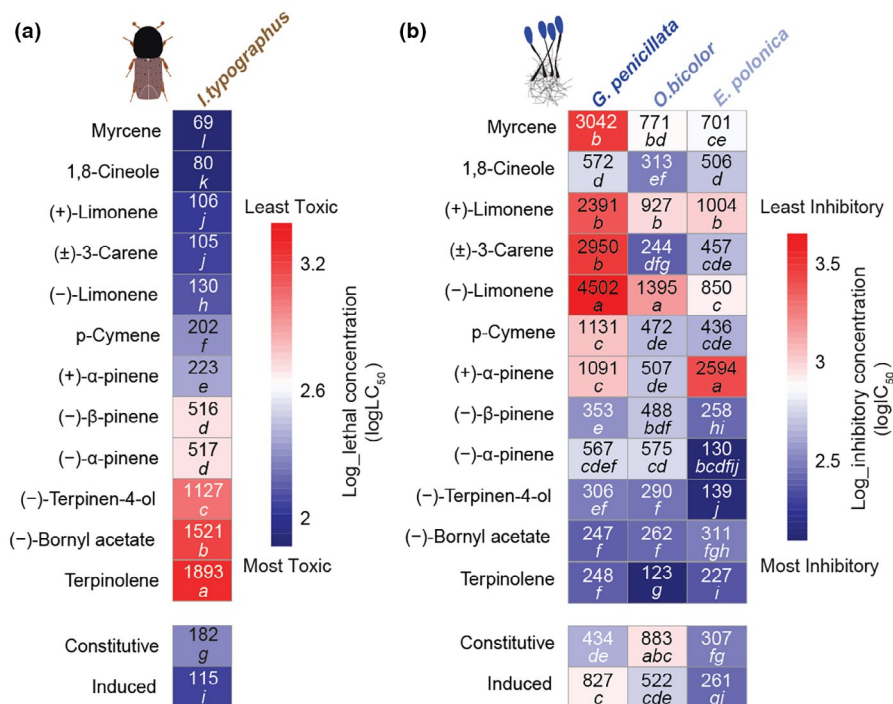 (a)
I.typographus
Myrcene 69 l
1,8-Cineole 80 k
(+)-Limonene 106 j
(±)-3-Carene 105 j
(−)-Limonene 130 h
p-Cymene 202 f
(+)-α-pinene 223 e
(−)-β-pinene 516 d
(−)-α-pinene 517 d
(−)-Terpinen-4-ol 1127 c
(−)-Bornyl acetate 1521 b
Terpinolene 1893 a
Constitutive 182 g
Induced 115 i
Least Toxic
3.2
2.6
2
Most Toxic
Log_lethal concentration
(logLC50)
(b)
G. penicillata O.bicolor E. polonica
Myrcene 3042 b 771 bd 701 ce
1,8-Cineole 572 d 313 ef 506 d
(+)-Limonene 2391 b 927 b 1004 b
(±)-3-Carene 2950 b 244 dfg 457 cde
(−)-Limonene 4502 a 1395 a 850 c
p-Cymene 1131 c 472 de 436 cde
(+)-α-pinene 1091 c 507 de 2594 a
(−)-β-pinene 353 e 488 bdf 258 hi
(−)-α-pinene 567 cdef 575 cd 130 bcdfij
(−)-Terpinen-4-ol 306 ef 290 f 139 j
(−)-Bornyl acetate 247 f 262 f 311 fgh
Terpinolene 248 f 123 g 227 i
Constitutive 434 de 883 abc 307 fg
Induced 827 c 522 cde 261
Least Inhibitory
3.5
3
2.5
Most Inhibitory
Log_inhibitory concentration
(logIC50)